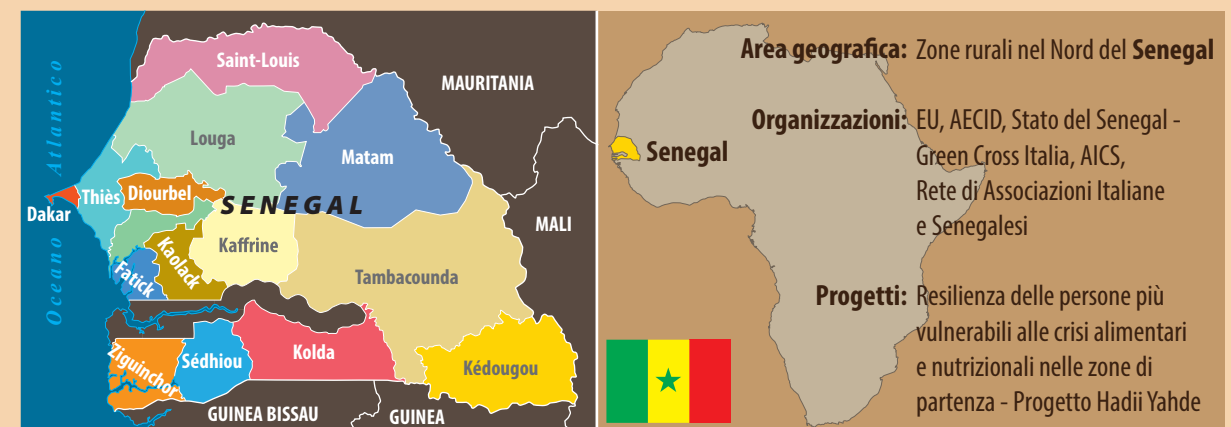 Oceano Atlantico
Saint-Louis
MAURITANIA
Louga
Matam
Thiès
Diourbel
Dakar
SENEGAL
MALI
Kaffrine
Kaolack
Fatick
Tambacounda
Ziguinchor
Sédhiou
Kolda
Kédougou
GUINEA BISSAU
GUINEA
Senegal
Area geografica: Zone rurali nel Nord del Senegal
Organizzazioni: EU, AECID, Stato del Senegal -
Green Cross Italia, AICS,
Rete di Associazioni Italiane
e Senegalesi
Progetti: Resilienza delle persone più
vulnerabili alle crisi alimentari
e nutrizionali nelle zone di
partenza - Progetto Hadii Yahde